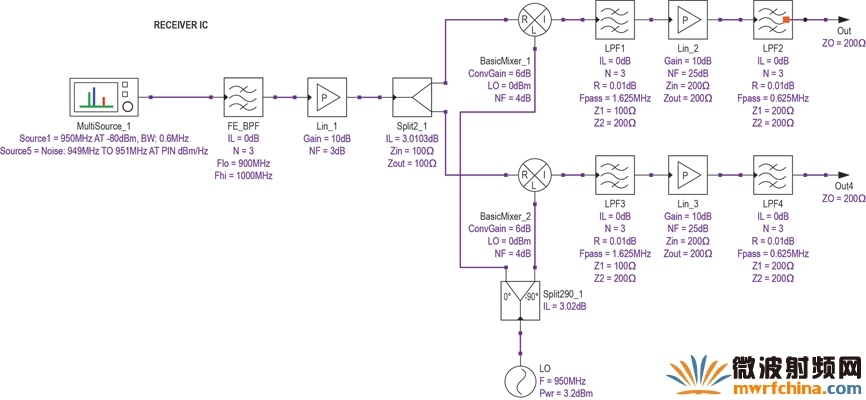 RECEIVER IC
MultiSource_1
Source1 = 950MHz AT -80dBm, BW: 0.6MHz
Source5 = Noise: 949MHz TO 951MHz AT PIN dBm/Hz
FE_BPF
IL = 0dB
N = 3
Flo = 900MHz
Fhi = 1000MHz
P
Lin_1
Gain = 10dB
NF = 3dB
Split2_1
IL = 3.0103dB
Zin = 100Ω
Zout = 100Ω
R
I
L
BasicMixer_1
ConvGain = 6dB
LO = 0dBm
NF = 4dB
LPF1
IL = 0dB
N = 3
R = 0.01dB
Fpass = 1.625MHz
Z1 = 100Ω
Z2 = 200Ω
P
Lin_2
Gain = 10dB
NF = 25dB
Zin = 200Ω
Zout = 200Ω
LPF2
IL = 0dB
N = 3
R = 0.01dB
Fpass = 0.625MHz
Z1 = 200Ω
Z2 = 200Ω
Out
ZO = 200Ω
R
I
L
BasicMixer_2
ConvGain = 6dB
LO = 0dBm
NF = 4dB
LPF3
IL = 0dB
N = 3
R = 0.01dB
Fpass = 1.625MHz
Z1 = 100Ω
Z2 = 200Ω
P
Lin_3
Gain = 10dB
NF = 25dB
Zin = 200Ω
Zout = 200Ω
LPF4
IL = 0dB
N = 3
R = 0.01dB
Fpass = 0.625MHz
Z1 = 200Ω
Z2 = 200Ω
Out4
ZO = 200Ω
0°
-90°
Split290_1
IL = 3.02dB
LO
F = 950MHz
Pwr = 3.2dBm
微波射频网
mwrfchina.com